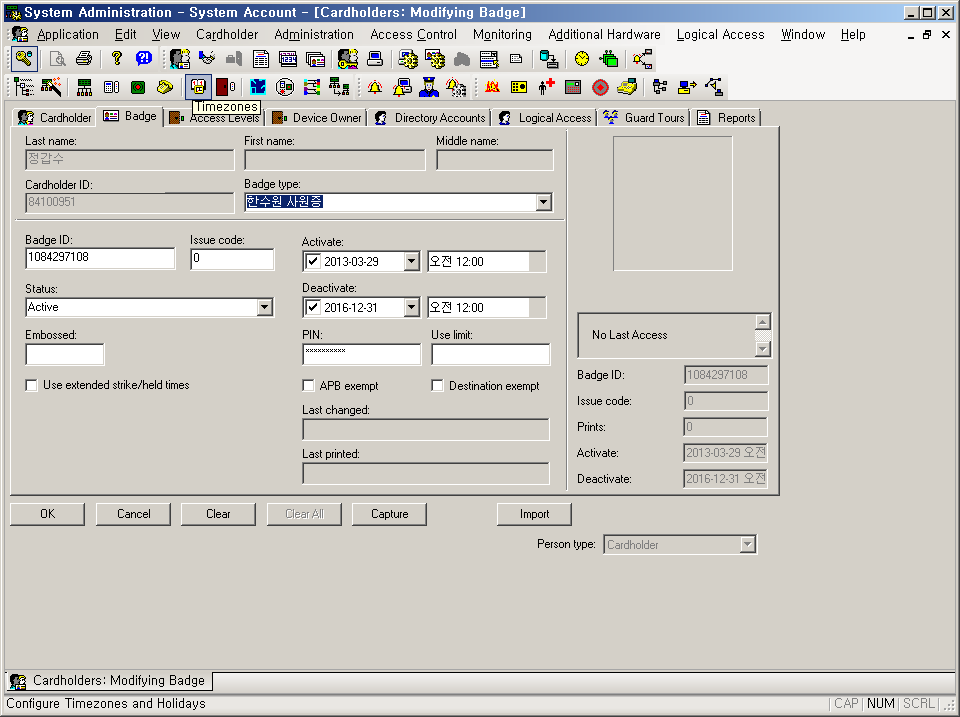 System Administration - System Account - [Cardholders: Modifying Badge]
Application Edit View Cardholder Administration Access Control Monitoring Additional Hardware Logical Access Window Help
Timezones
Cardholder Badge Access Levels Device Owner Directory Accounts Logical Access Guard Tours Reports
Last name: First name: Middle name:
정갑수
Cardholder ID: Badge type:
84100951 한수원 사원증
Badge ID: Issue code: Activate:
1084297108 0 2013-03-29 오전 12:00
Status: Deactivate:
Active 2016-12-31 오전 12:00
Embossed: PIN: Use limit:
**********
No Last Access
Use extended strike/held times APB exempt Destination exempt
Last changed:
Last printed:
Badge ID: 1084297108
Issue code: 0
Prints: 0
Activate: 2013-03-29 오전
Deactivate: 2016-12-31 오전
OK Cancel Clear Clear All Capture Import
Person type: Cardholder
Cardholders: Modifying Badge
Configure Timezones and Holidays CAP NUM SCRL